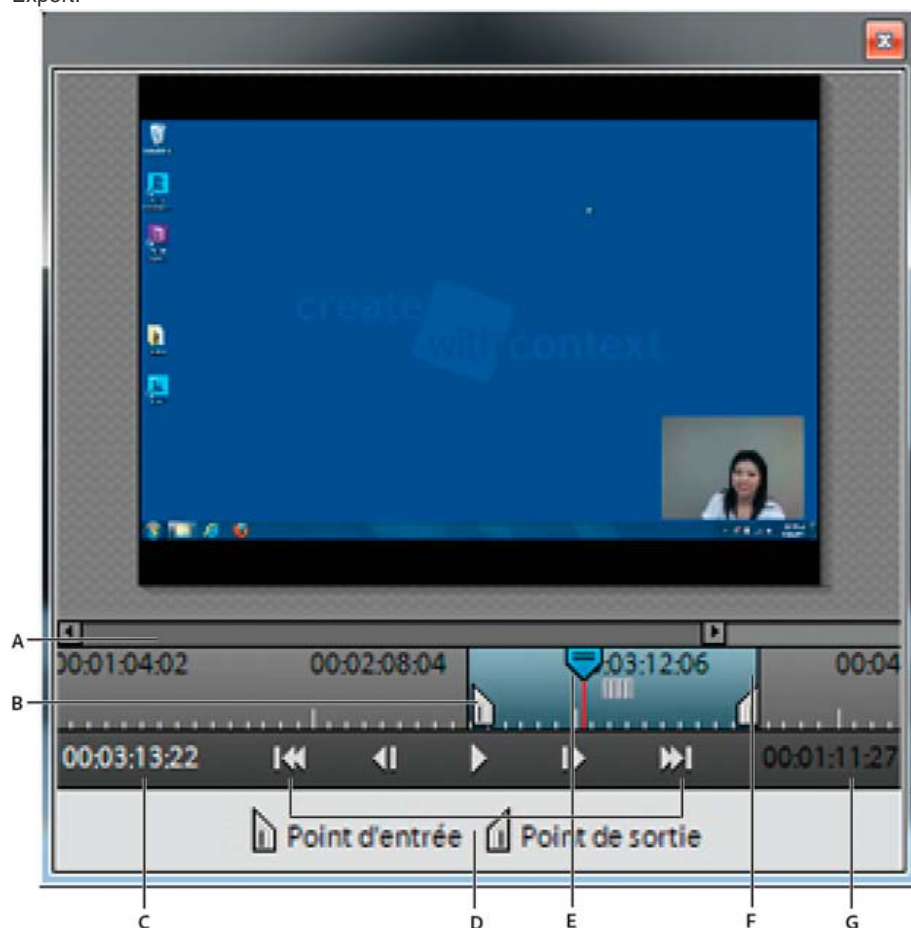 Export.
create
with context
A
00:01:04:02 00:02:08:04 00:03:12:06 00:04
B
00:03:13:22 00:01:11:27
Point d'entrée Point de sortie
C D E F G